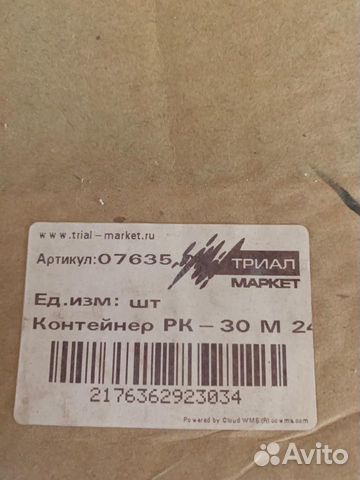 www.trial-market.ru
Артикул:07635
ТРИАЛ
МАРКЕТ
Ед.изм: шт
Контейнер РК-30 М 24
2176362923034
Powered by Cloud WMS
Avito